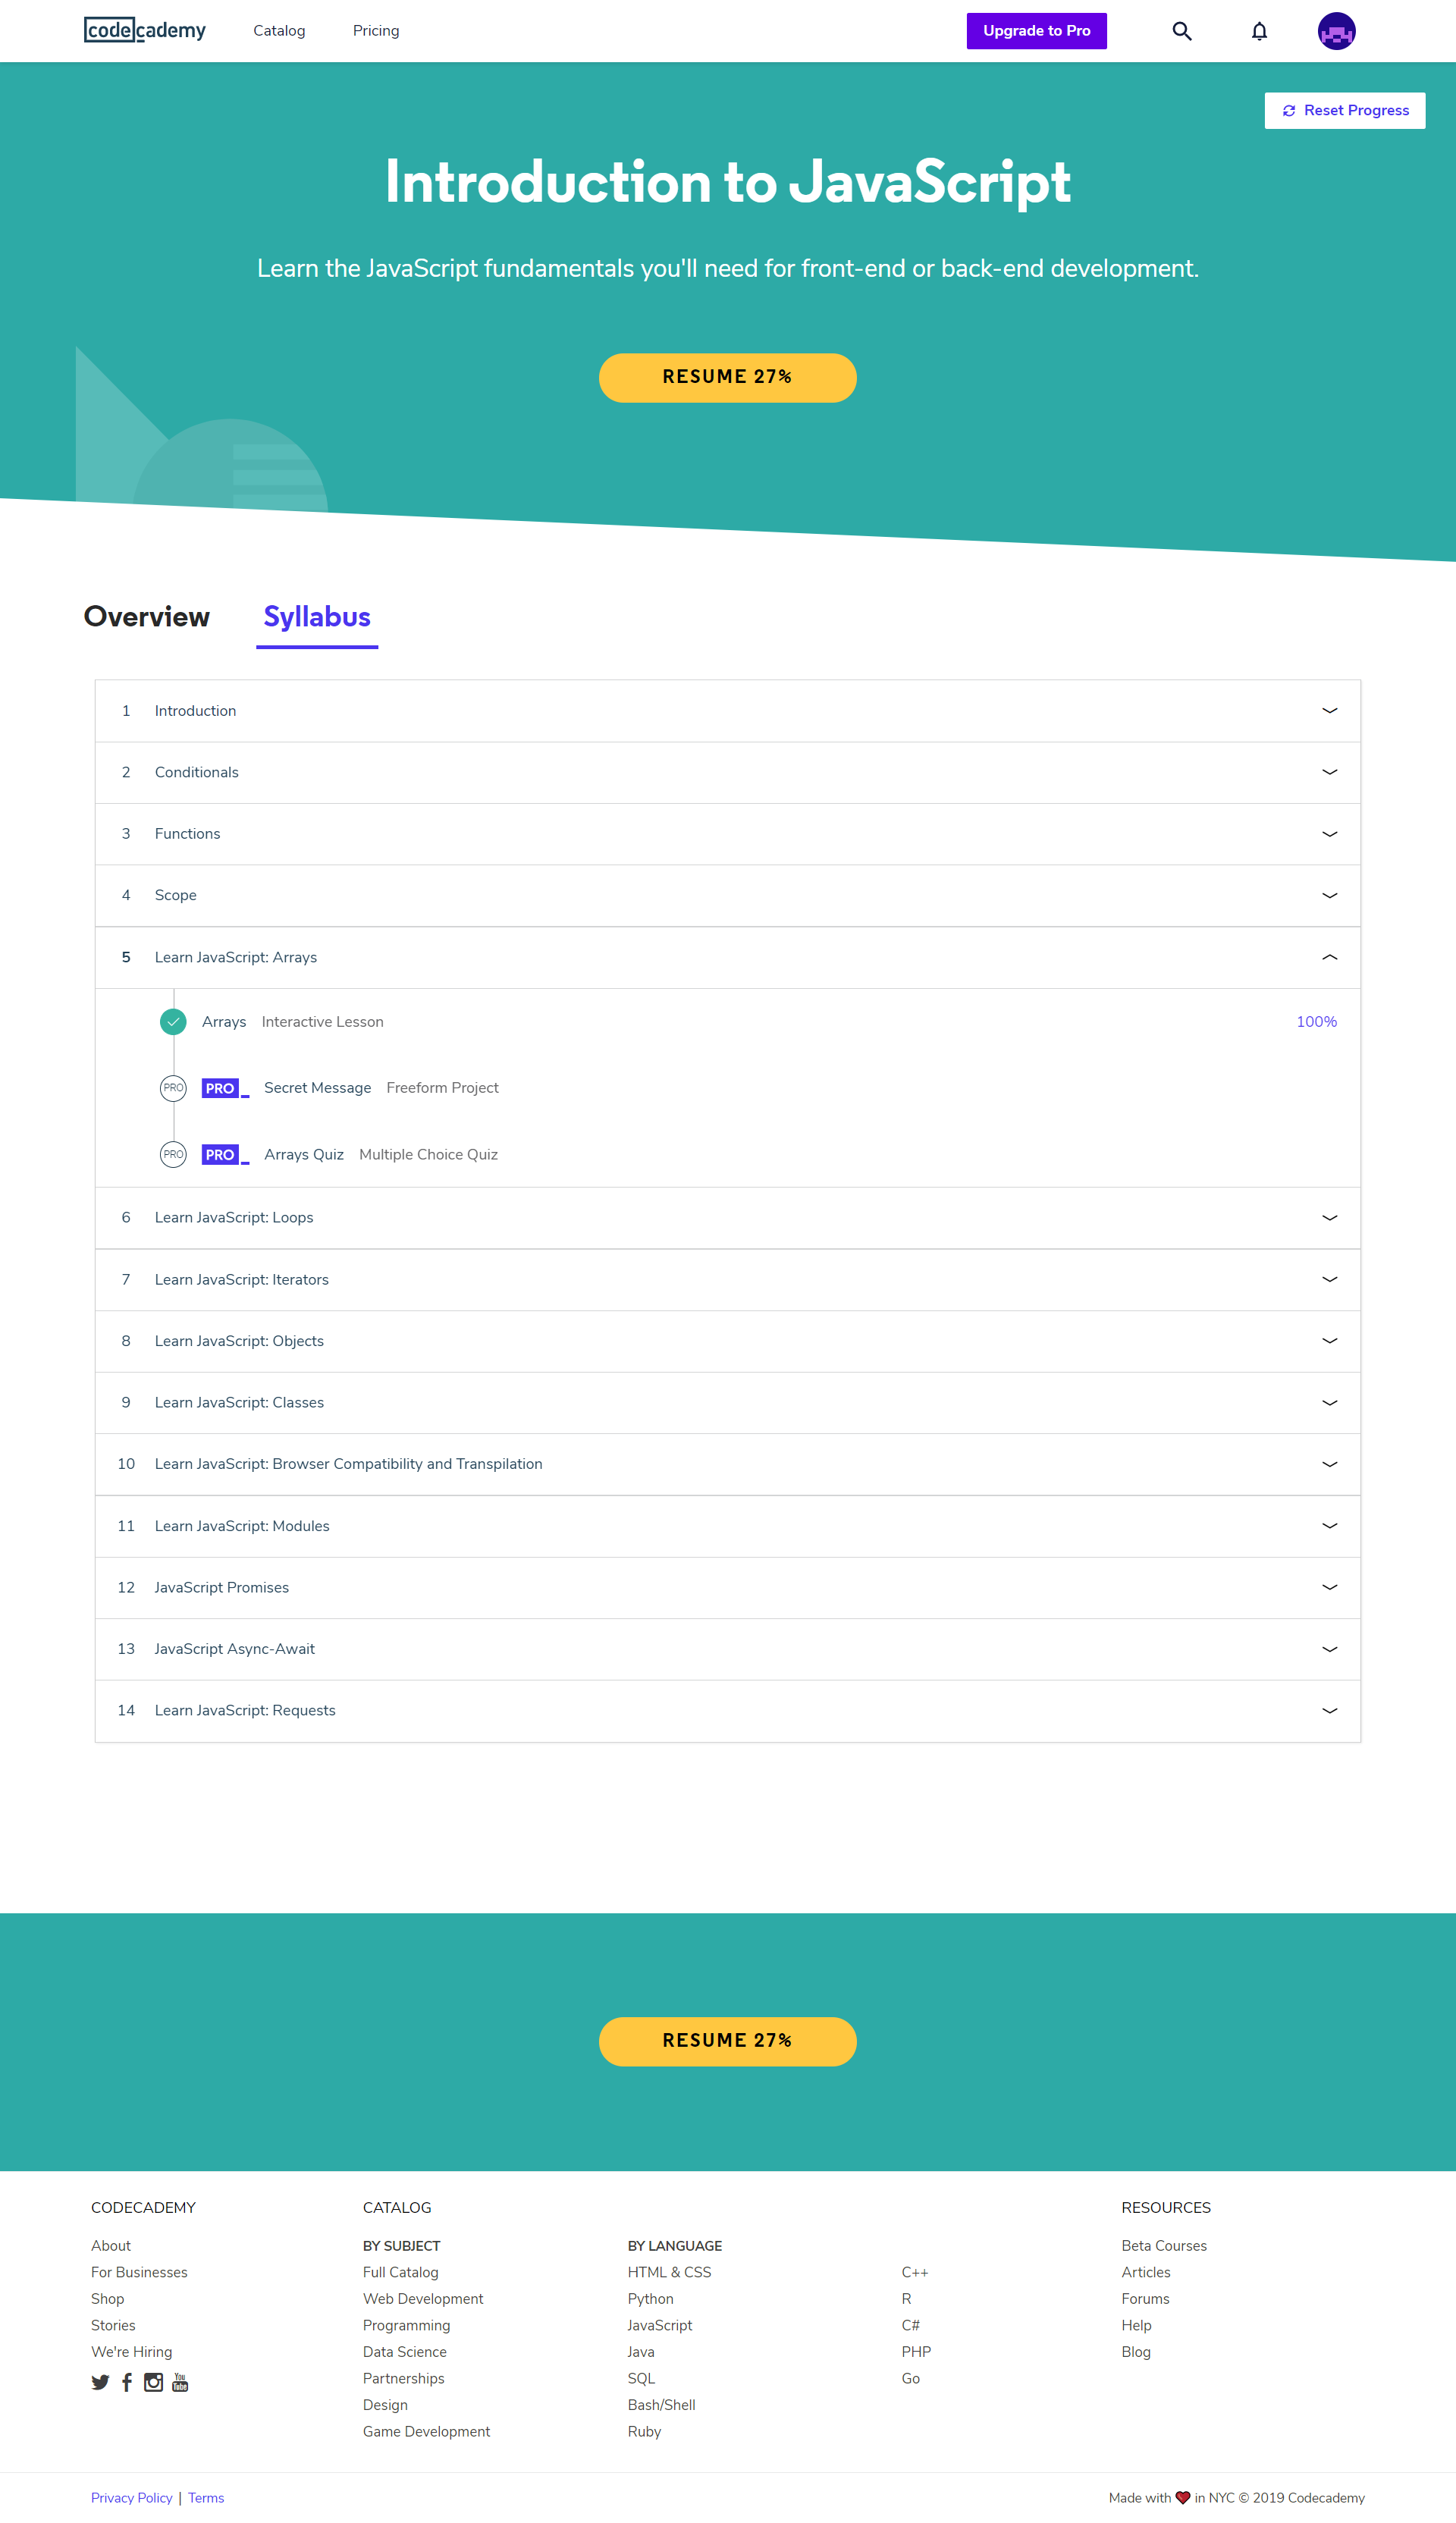 codecademy Catalog Pricing Upgrade to Pro
Reset Progress
Introduction to JavaScript
Learn the JavaScript fundamentals you'll need for front-end or back-end development.
RESUME 27%
Overview Syllabus
1 Introduction
2 Conditionals
3 Functions
4 Scope
5 Learn JavaScript: Arrays
Arrays Interactive Lesson 100%
PRO PRO_ Secret Message Freeform Project
PRO PRO_ Arrays Quiz Multiple Choice Quiz
6 Learn JavaScript: Loops
7 Learn JavaScript: Iterators
8 Learn JavaScript: Objects
9 Learn JavaScript: Classes
10 Learn JavaScript: Browser Compatibility and Transpilation
11 Learn JavaScript: Modules
12 JavaScript Promises
13 JavaScript Async-Await
14 Learn JavaScript: Requests
RESUME 27%
CODECADEMY
About
For Businesses
Shop
Stories
We're Hiring
You Tube
CATALOG
BY SUBJECT
Full Catalog
Web Development
Programming
Data Science
Partnerships
Design
Game Development
BY LANGUAGE
HTML & CSS
Python
JavaScript
Java
SQL
Bash/Shell
Ruby
C++
R
C#
PHP
Go
RESOURCES
Beta Courses
Articles
Forums
Help
Blog
Privacy Policy | Terms
Made with ❤ in NYC © 2019 Codecademy